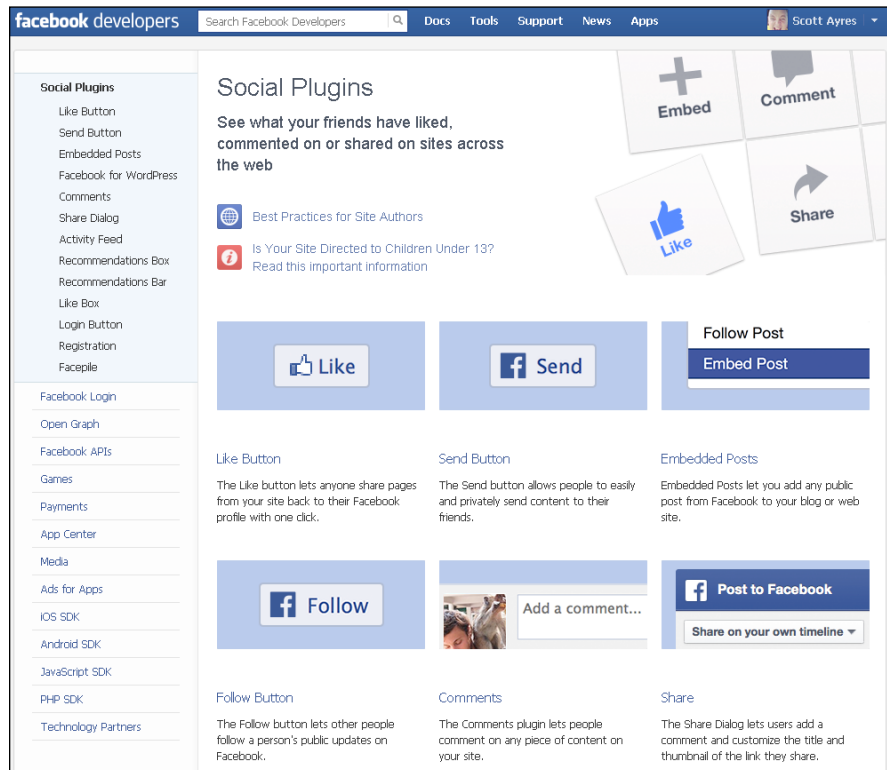 facebook developers
Search Facebook Developers
Docs Tools Support News Apps
Scott Ayres
Social Plugins
Like Button
Send Button
Embedded Posts
Facebook for WordPress
Comments
Share Dialog
Activity Feed
Recommendations Box
Recommendations Bar
Like Box
Login Button
Registration
Facepile
Facebook Login
Open Graph
Facebook APIs
Games
Payments
App Center
Media
Ads for Apps
iOS SDK
Android SDK
JavaScript SDK
PHP SDK
Technology Partners
Social Plugins
See what your friends have liked,
commented on or shared on sites across
the web
Best Practices for Site Authors
Is Your Site Directed to Children Under 13?
Read this important information
Embed
Comment
Like
Share
Like
Send
Follow Post
Embed Post
Like Button
The Like button lets anyone share pages
from your site back to their Facebook
profile with one click.
Send Button
The Send button allows people to easily
and privately send content to their
friends.
Embedded Posts
Embedded Posts let you add any public
post from Facebook to your blog or web
site.
Follow
Add a comment...
Post to Facebook
Share on your own timeline
Follow Button
The Follow button lets other people
follow a person's public updates on
Facebook.
Comments
The Comments plugin lets people
comment on any piece of content on
your site.
Share
The Share Dialog lets users add a
comment and customize the title and
thumbnail of the link they share.